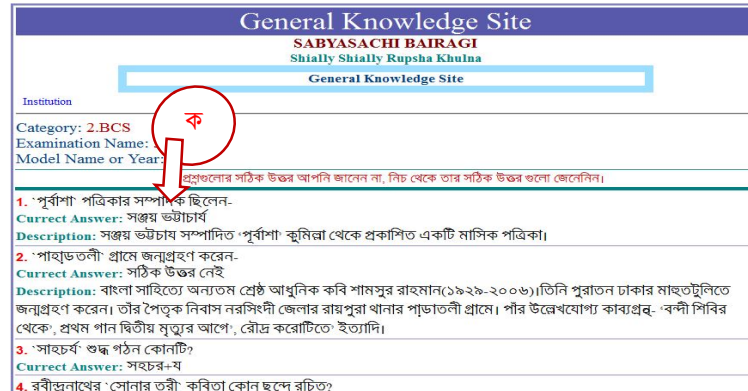 General Knowledge Site
SABYASACHI BAIRAGI
Shially Shially Rupsha Khulna
General Knowledge Site
Institution
ক
Category: 2.BCS
Examination Name:
Model Name or Year:
প্রশ্নগুলোর সঠিক উত্তর আপনি জানেন না, নিচ থেকে তার সঠিক উত্তর গুলো জেনেনিন।
1. `পূর্বাশা` পত্রিকার সম্পাদক ছিলেন-
Currect Answer: সঞ্জয় ভট্টাচার্য
Description: সঞ্জয় ভট্টাচায সম্পাদিত ‘পূর্বাশা’ কুমিল্লা থেকে প্রকাশিত একটি মাসিক পত্রিকা।
2. `পাহাড়তলী` গ্রামে জন্মগ্রহণ করেন-
Currect Answer: সঠিক উত্তর নেই
Description: বাংলা সাহিত্যে অন্যতম শ্রেষ্ঠ আধুনিক কবি শামসুর রাহমান(১৯২৯-২০০৬)।তিনি পুরাতন ঢাকার মাহুতটুলিতে
জন্মগ্রহণ করেন। তাঁর পৈতৃক নিবাস নরসিংদী জেলার রায়পুরা থানার পাড়াতলী গ্রামে। পাঁর উল্লেখযোগ্য কাব্যগ্রন্থ- ‘বন্দী শিবির
থেকে’, প্রথম গান দ্বিতীয় মৃত্যুর আগে’, রৌদ্র করোটিতে’ ইত্যাদি।
3. `সাহচর্য` শুদ্ধ গঠন কোনটি?
Currect Answer: সহচর+য
4. রবীন্দ্রনাথের `সোনার তরী` কবিতা কোন ছন্দে রচিত?